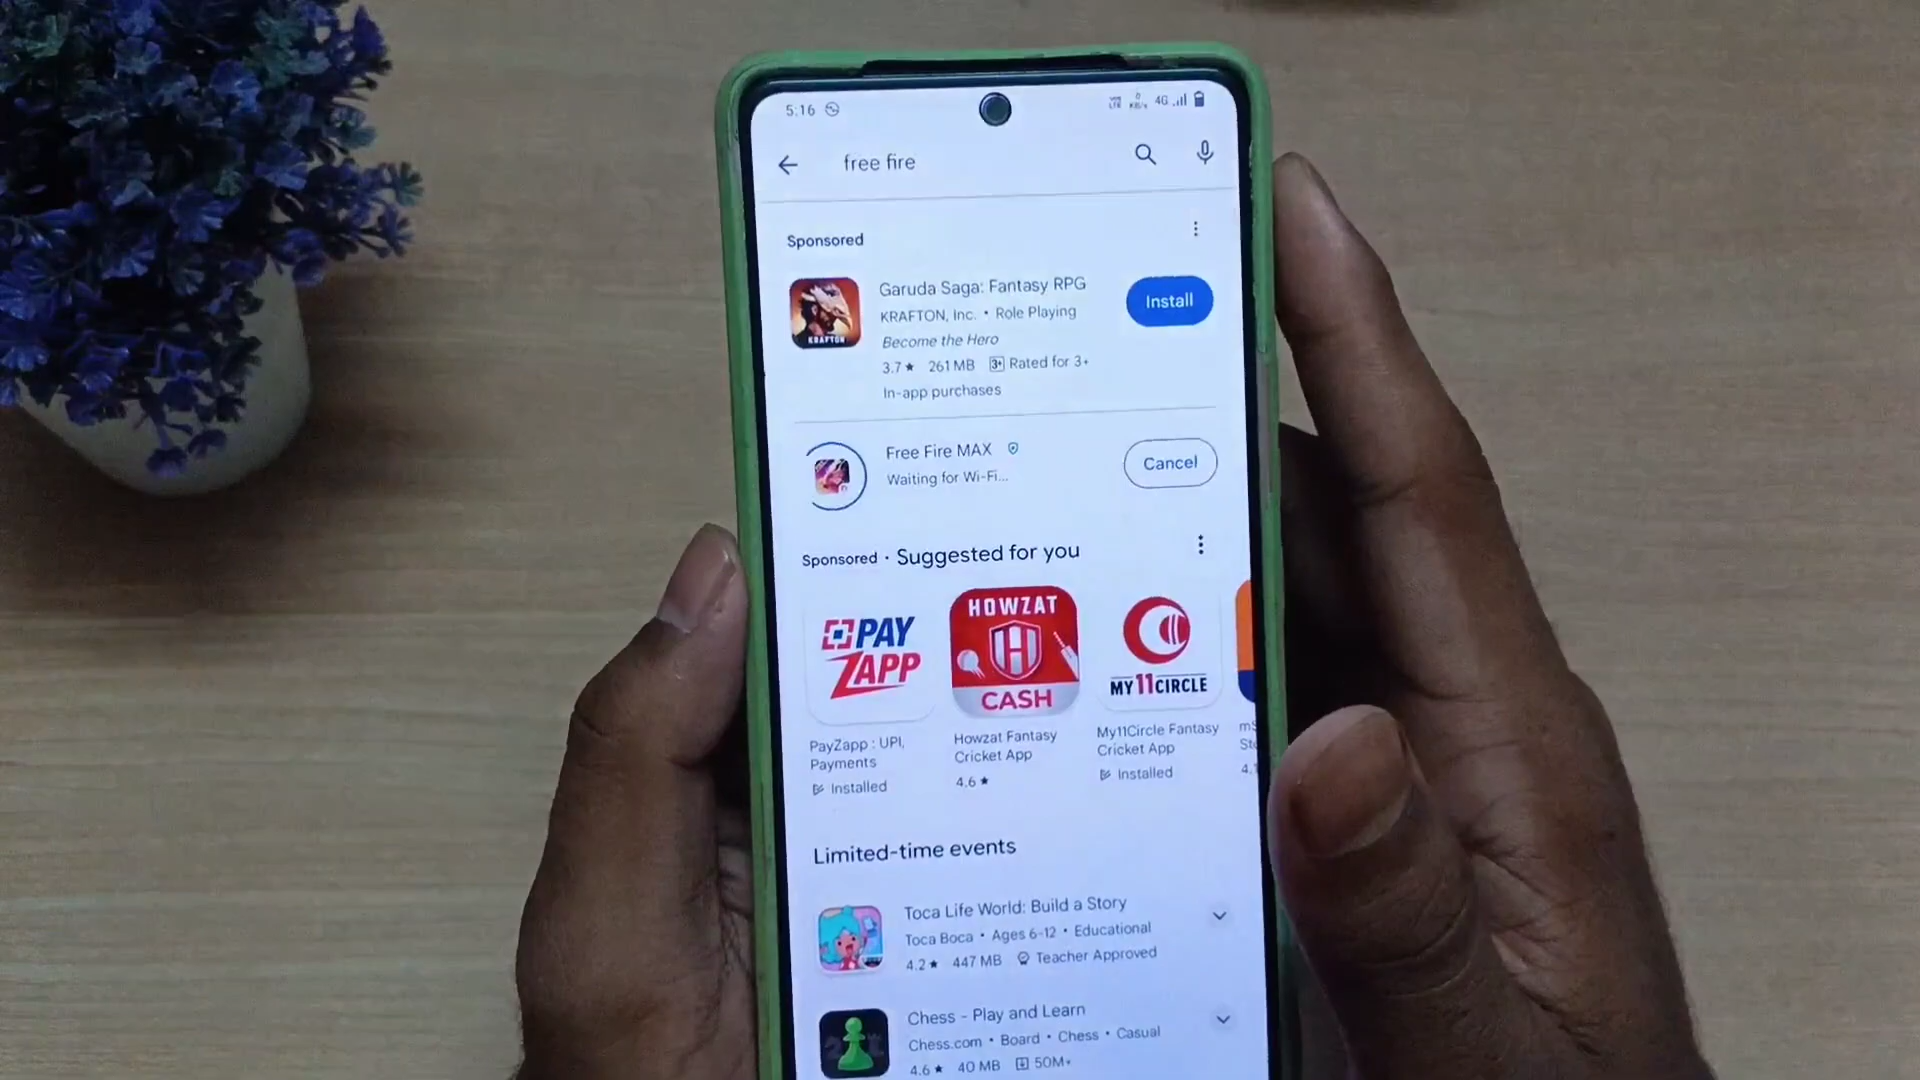 5:16
4G
free fire
Sponsored
Garuda Saga: Fantasy RPG
KRAFTON, Inc. • Role Playing
Become the Hero
3.7★ 261 MB 3+ Rated for 3+
In-app purchases
Install
KRAFTON
Free Fire MAX
Waiting for Wi-Fi...
Cancel
Sponsored · Suggested for you
PAY
ZAPP
HOWZAT
H
CASH
MY11CIRCLE
PayZapp : UPI,
Payments
Installed
Howzat Fantasy
Cricket App
4.6★
My11Circle Fantasy
Cricket App
Installed
Limited-time events
Toca Life World: Build a Story
Toca Boca • Ages 6-12 • Educational
4.2★ 447 MB Teacher Approved
Chess - Play and Learn
Chess.com • Board • Chess • Casual
4.6★ 40 MB 50M+